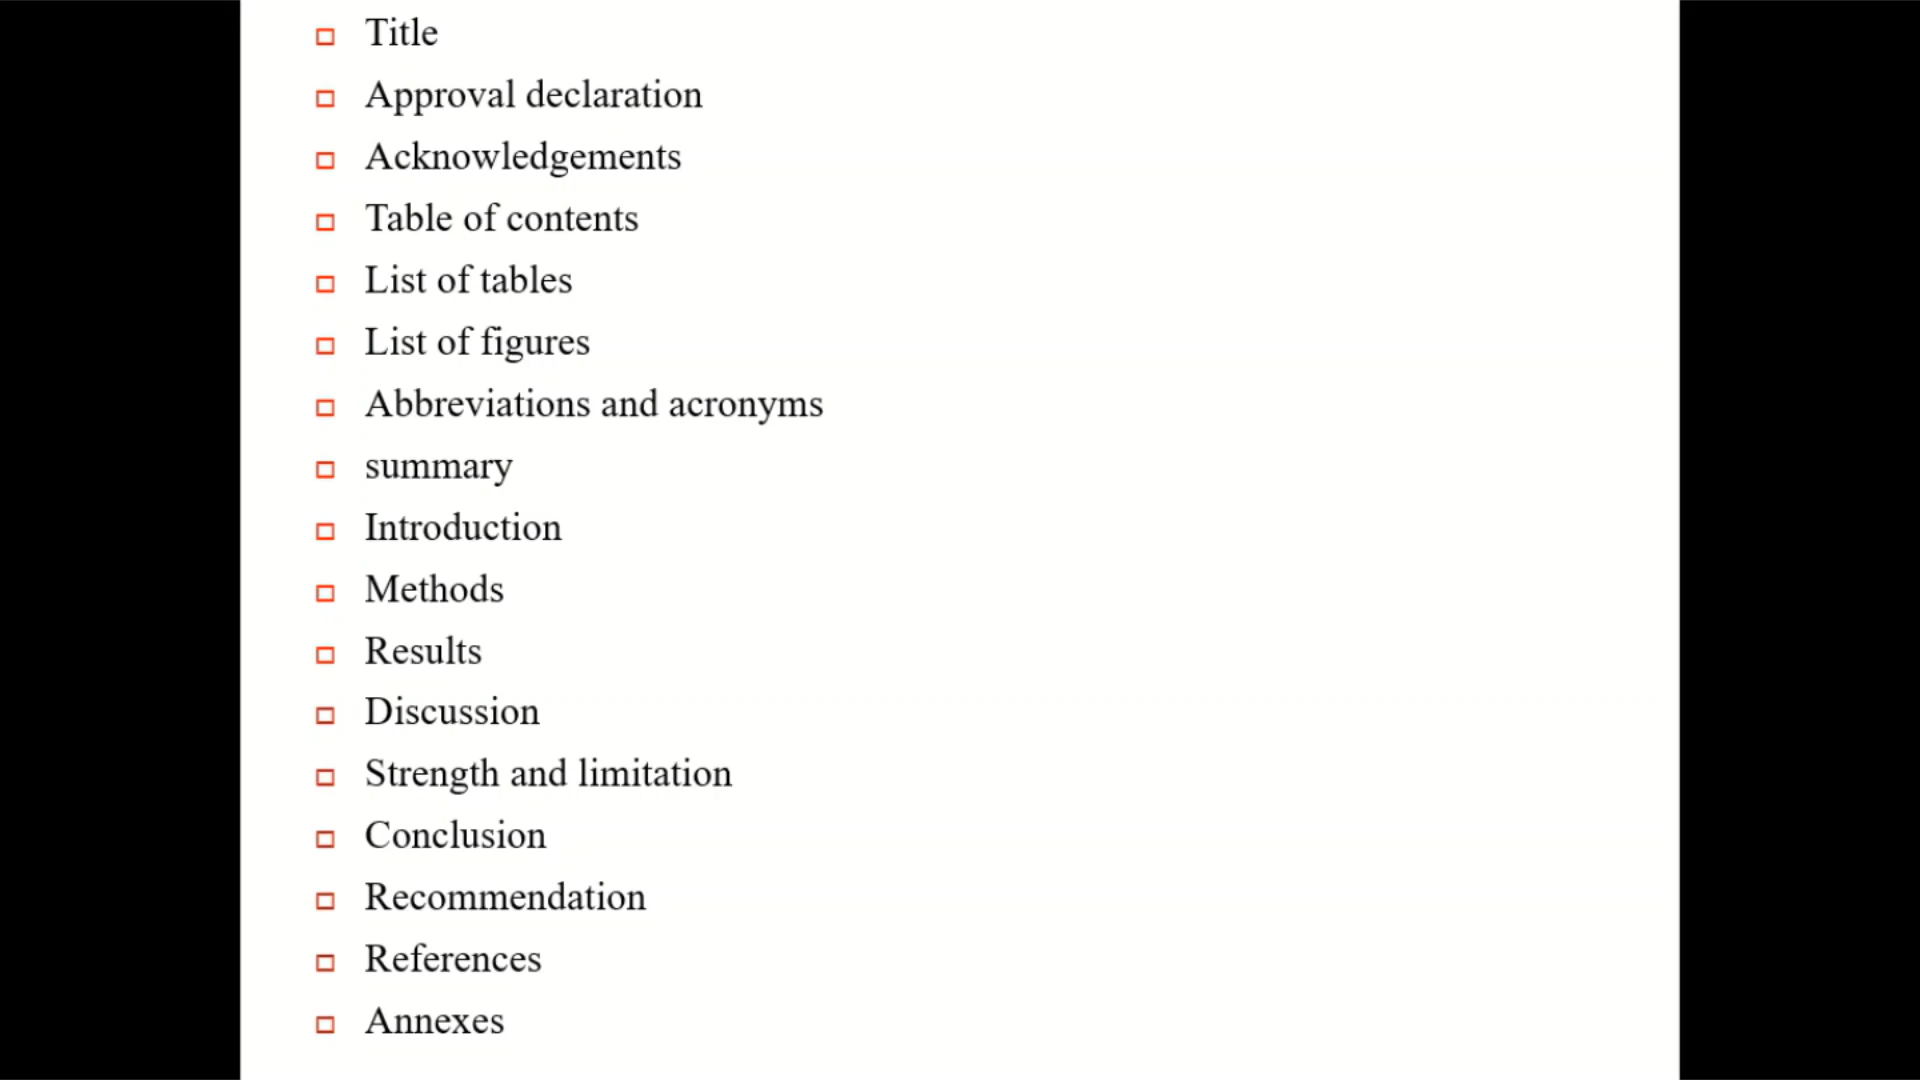 Title
Approval declaration
Acknowledgements
Table of contents
List of tables
List of figures
Abbreviations and acronyms
summary
Introduction
Methods
Results
Discussion
Strength and limitation
Conclusion
Recommendation
References
Annexes